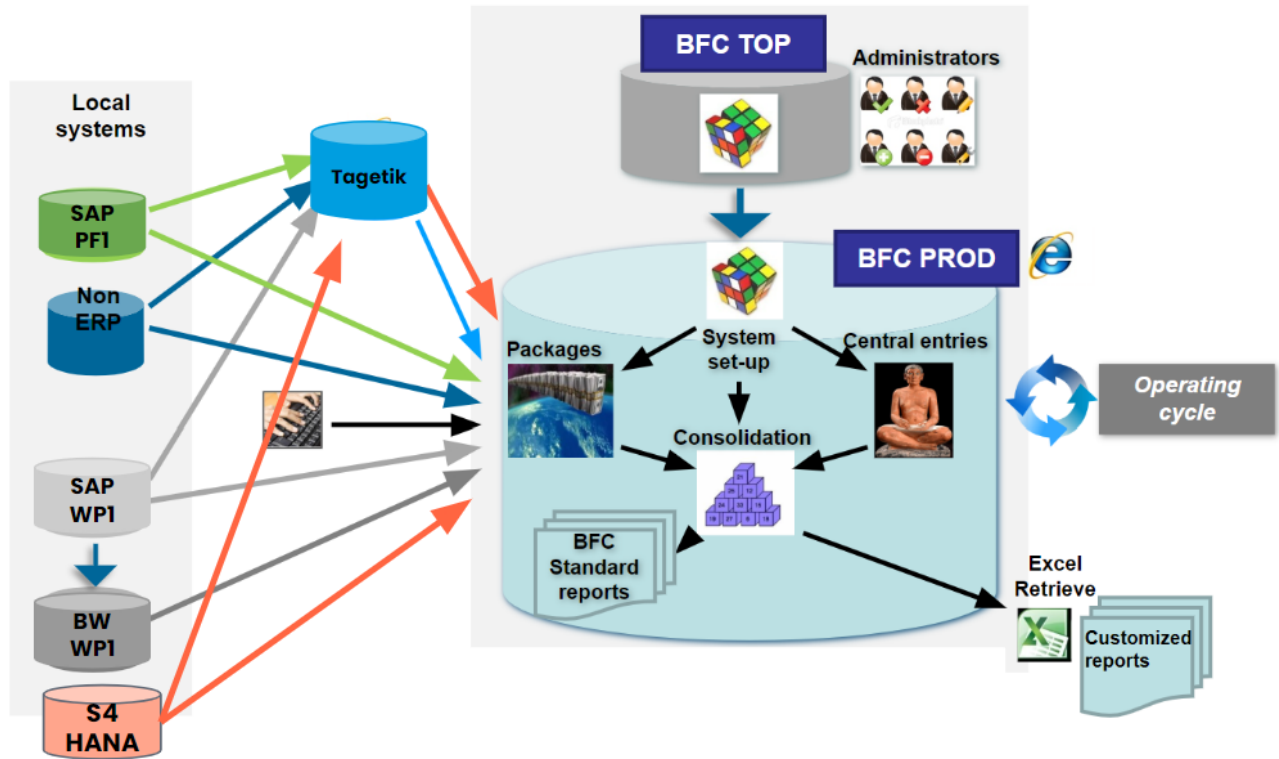 BFC TOP
Administrators
Local
systems
Tagetik
SAP
PF1
BFC PROD
Non
ERP
Packages
System
set-up
Central entries
Operating
cycle
Consolidation
SAP
WP1
BFC
Standard
reports
Excel
Retrieve
BW
WP1
Customized
reports
S4
HANA